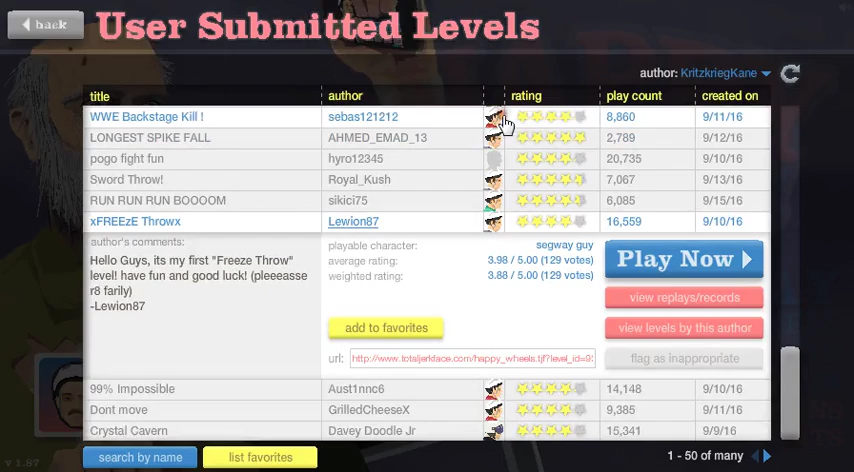 back
User Submitted Levels
author: KritzkriegKane
title author rating play count created on
WWE Backstage Kill ! sebas121212 8,860 9/11/16
LONGEST SPIKE FALL AHMED_EMAD_13 2,789 9/12/16
pogo fight fun hyro12345 20,735 9/10/16
Sword Throw! Royal_Kush 7,067 9/13/16
RUN RUN RUN BOOOOM sikici75 6,085 9/15/16
xFREEzE Throwx Lewion87 16,559 9/10/16
author's comments:
Hello Guys, its my first "Freeze Throw"
level! have fun and good luck! (pleeeasse
r8 farily)
-Lewion87
playable character: segway guy
average rating: 3.98 / 5.00 (129 votes)
weighted rating: 3.88 / 5.00 (129 votes)
add to favorites
url: http://www.totaljerkface.com/happy_wheels.tjf?level_id=9
Play Now
view replays/records
view levels by this author
flag as inappropriate
99% Impossible Aust1nnc6 14,148 9/10/16
Dont move GrilledCheeseX 9,385 9/11/16
Crystal Cavern Davey Doodle Jr 15,341 9/9/16
search by name
list favorites
1 - 50 of many
v 1.87